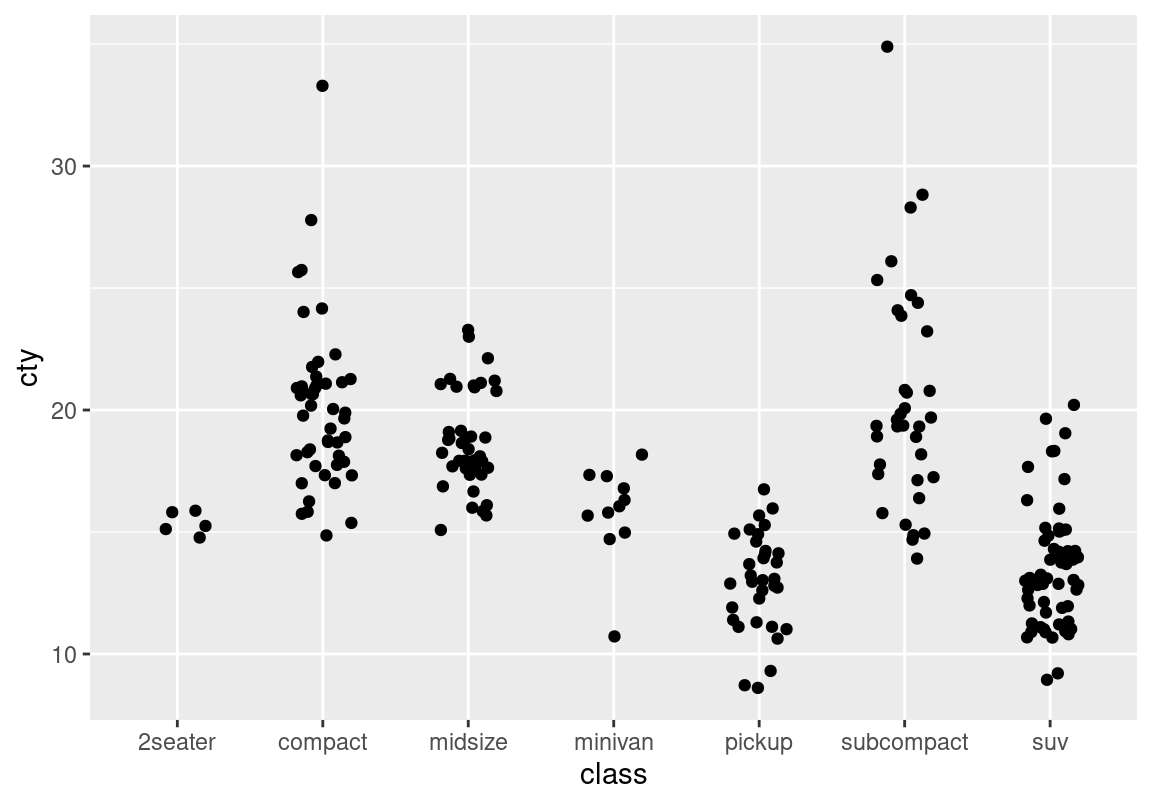 cty
30
20
10
2seater compact midsize minivan pickup subcompact suv
class